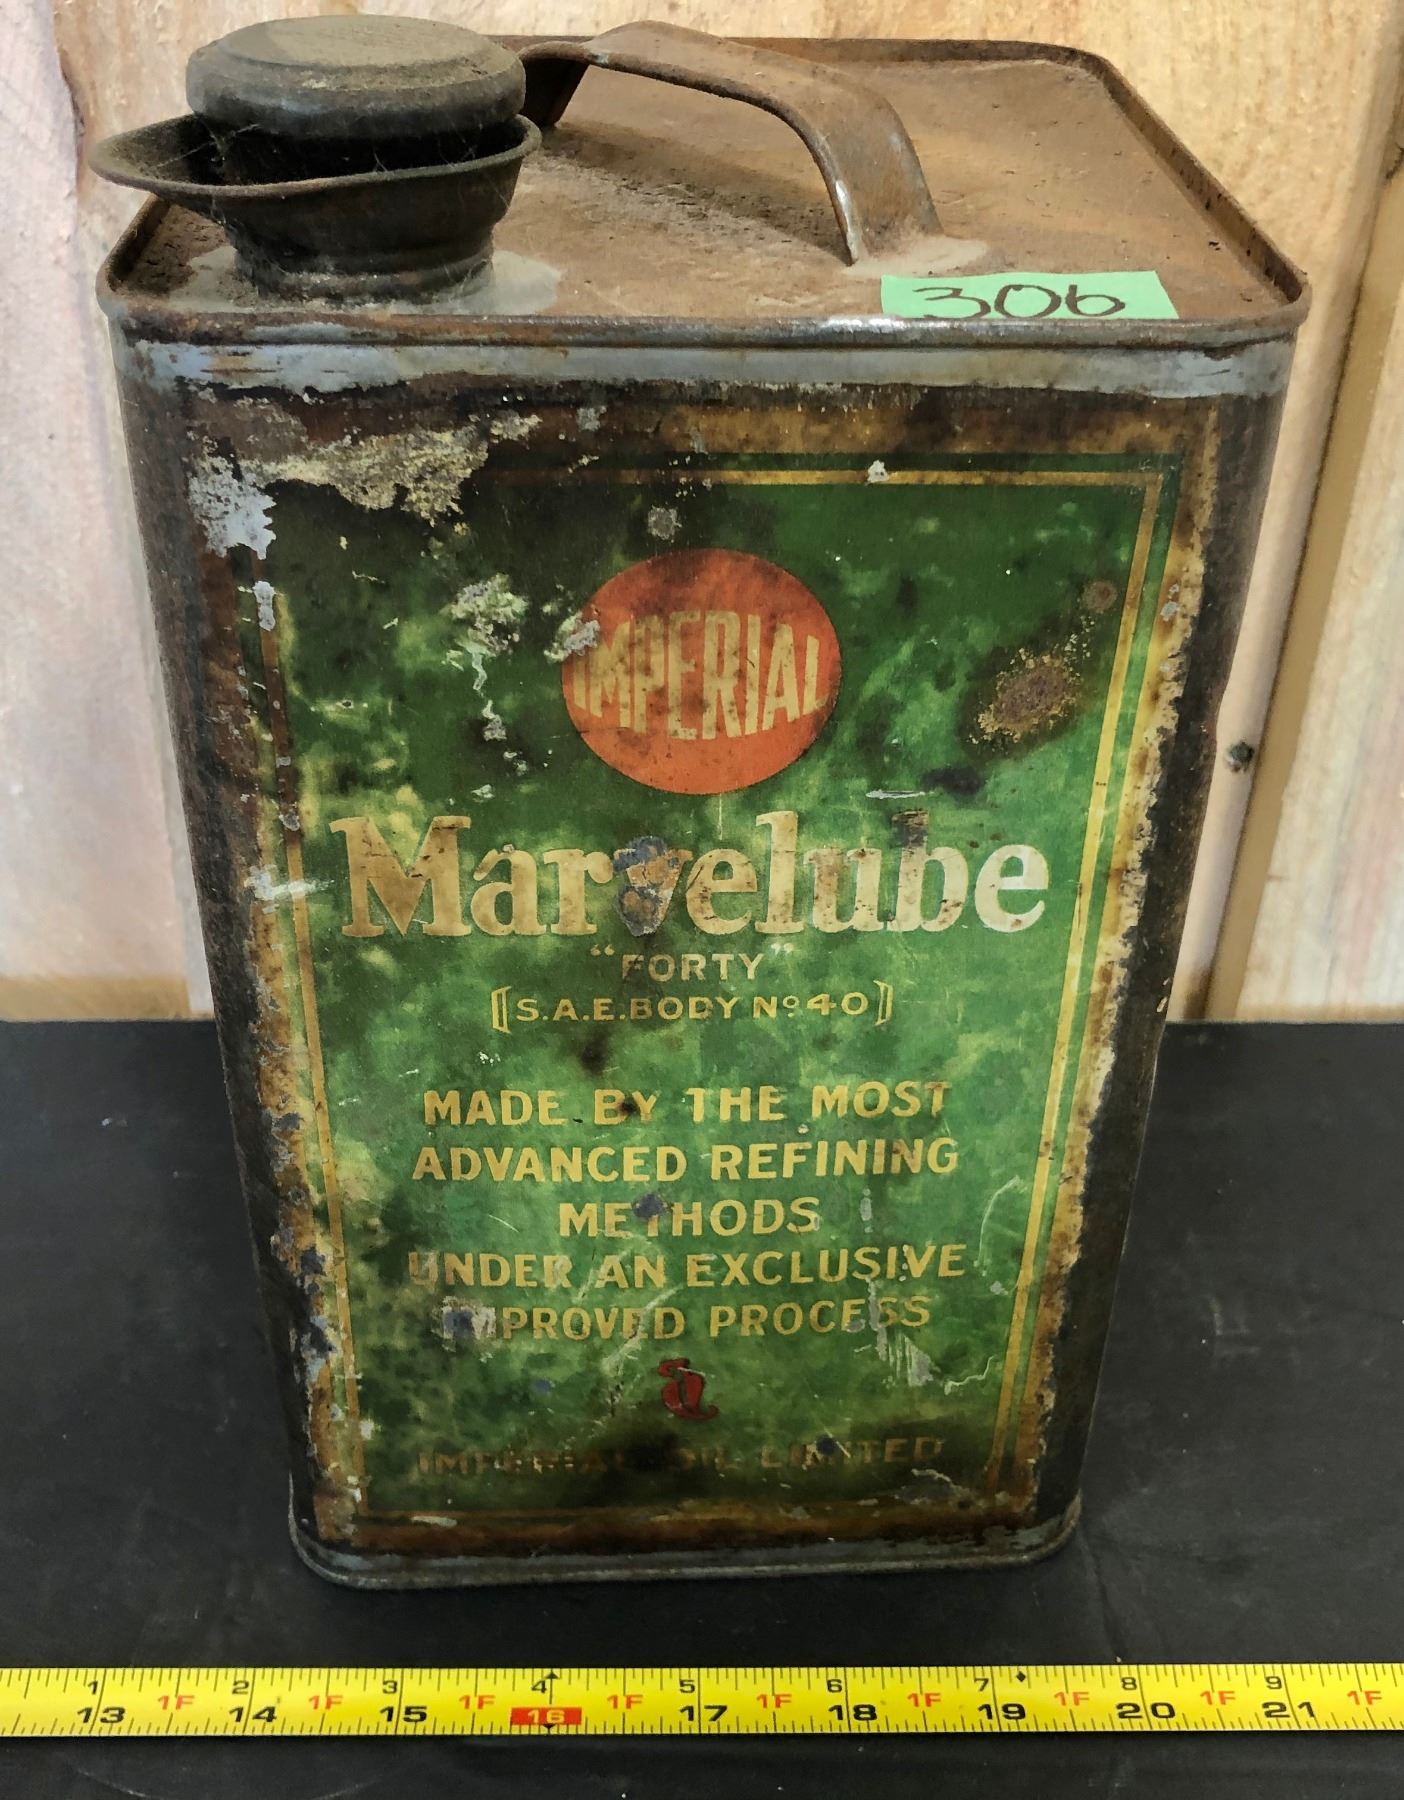 306
IMPERIAL
Marvelube
"FORTY"
[S.A.E. BODY Nº 40]
MADE BY THE MOST
ADVANCED REFINING
METHODS
UNDER AN EXCLUSIVE
IMPROVED PROCESS
IMPERIAL OIL LIMITED
1 2 3 4 5 6 7 8 9
13 1F 14 1F 15 1F 16 1F 17 1F 18 1F 19 1F 20 1F 21 1F